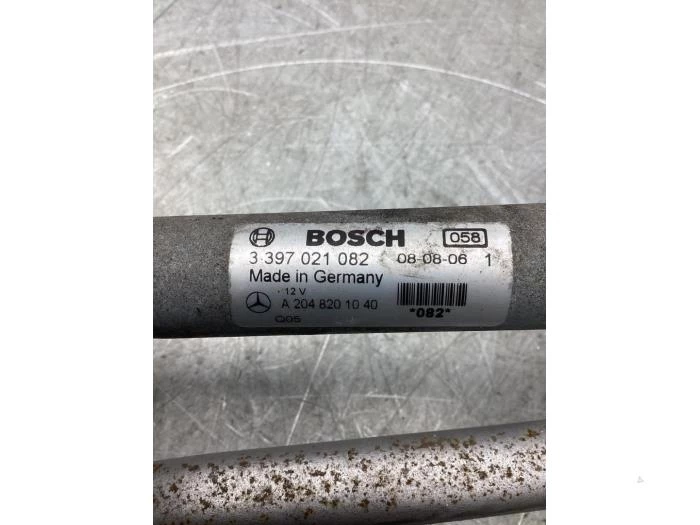 BOSCH 058
3 397 021 082 08-08-06 1
Made in Germany
12 V
A 204 820 10 40
Q05 *082*